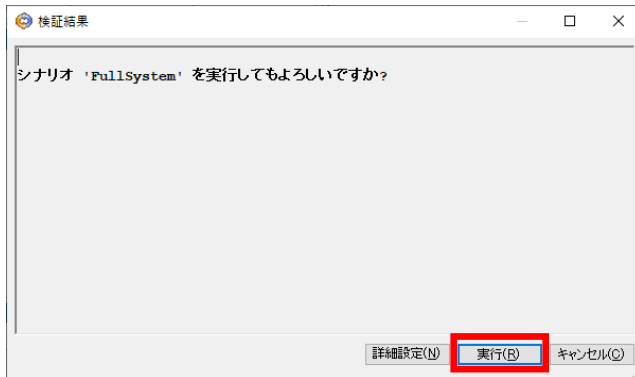 検証結果
シナリオ 'FullSystem' を実行してもよろしいですか?
詳細設定(N) 実行(R) キャンセル(C)